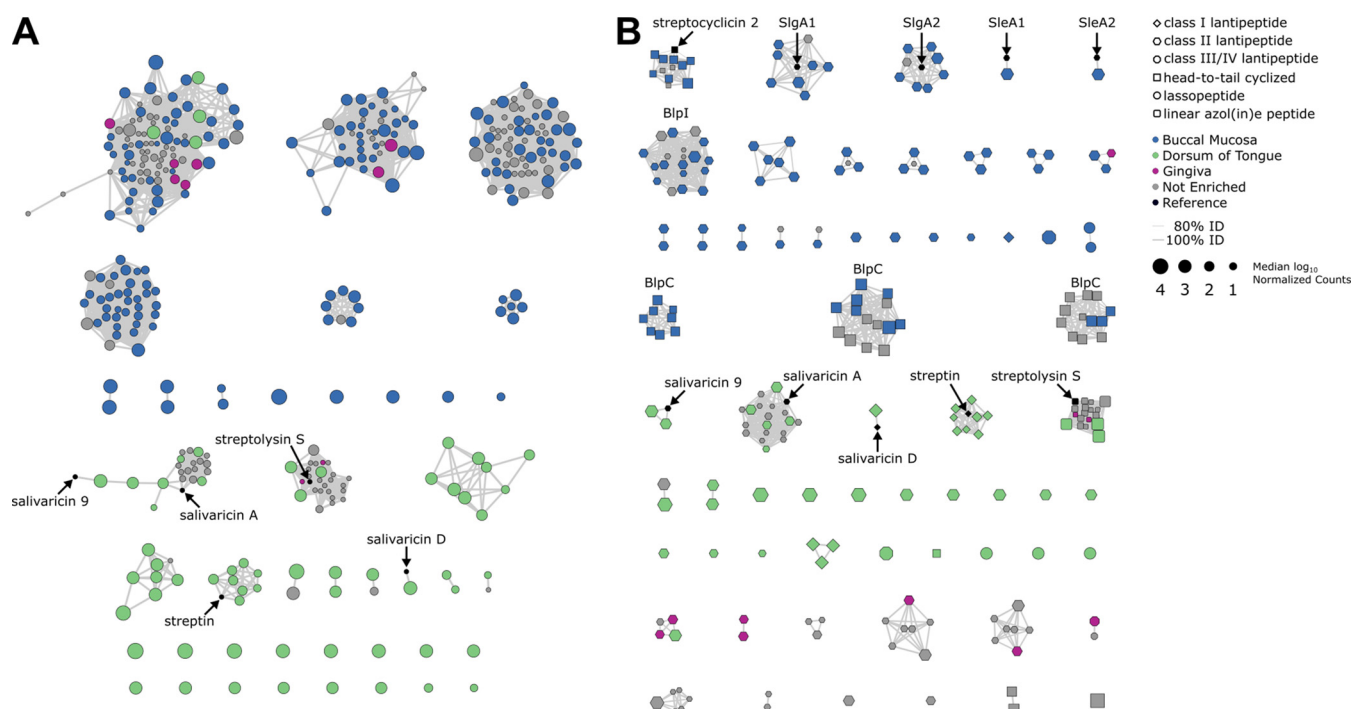 A
salivaricin 9
salivaricin A
streptolysin S
salivaricin D
streptin
B
streptocyclicin 2
SlgA1
SlgA2
SleA1
SleA2
BlpI
BlpC
BlpC
BlpC
salivaricin 9
salivaricin A
salivaricin D
streptin
streptolysin S
class I lantipeptide
class II lantipeptide
class III/IV lantipeptide
head-to-tail cyclized
lassopeptide
linear azol(in)e peptide
Buccal Mucosa
Dorsum of Tongue
Gingiva
Not Enriched
Reference
80% ID
100% ID
Median log10
Normalized Counts
4 3 2 1